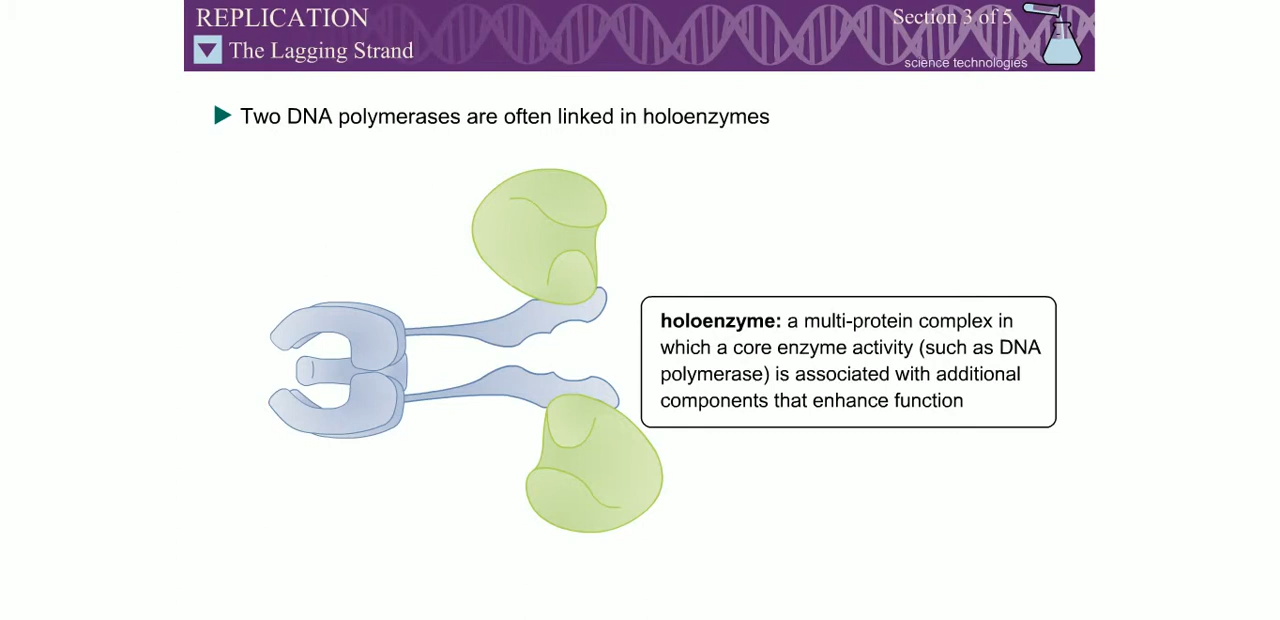 REPLICATION
Section 3 of 5
The Lagging Strand
science technologies
Two DNA polymerases are often linked in holoenzymes
holoenzyme: a multi-protein complex in
which a core enzyme activity (such as DNA
polymerase) is associated with additional
components that enhance function